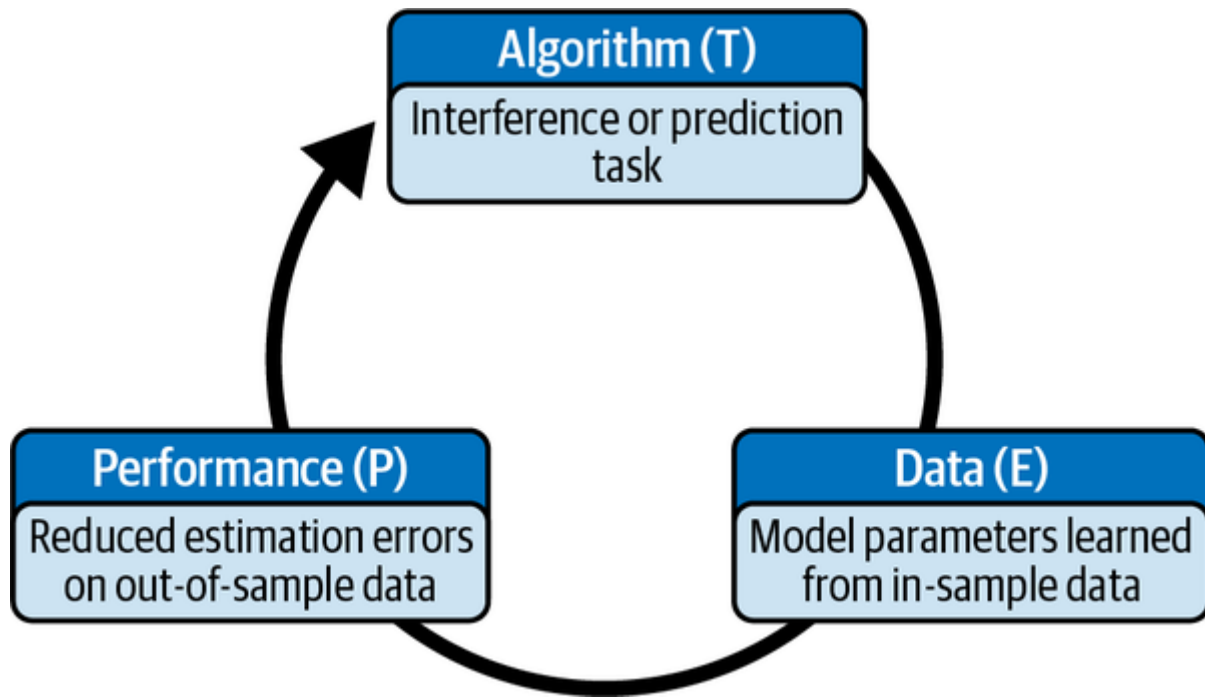 Algorithm (T)
Interference or prediction
task
Performance (P)
Reduced estimation errors
on out-of-sample data
Data (E)
Model parameters learned
from in-sample data